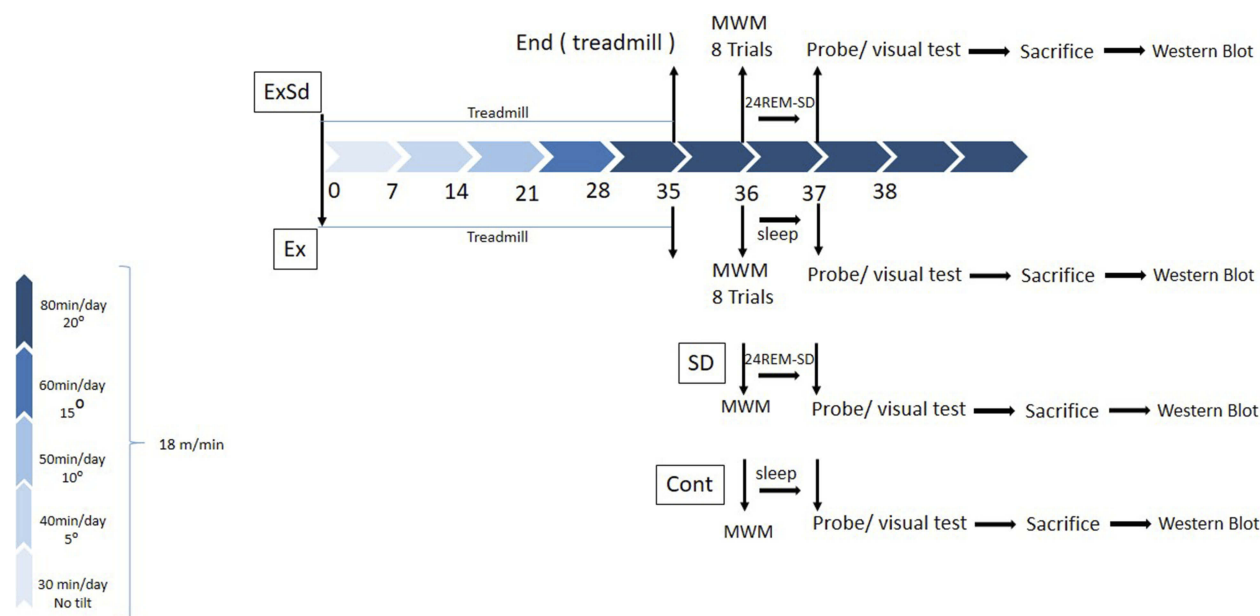 MWM
8 Trials
End ( treadmill )
Probe/ visual test
Sacrifice
Western Blot
ExSd
Treadmill
24REM-SD
0 7 14 21 28 35 36 37 38
Ex
Treadmill
sleep
MWM
8 Trials
Probe/ visual test
Sacrifice
Western Blot
80min/day
20°
60min/day
15°
50min/day
10°
40min/day
5°
30 min/day
No tilt
18 m/min
SD
24REM-SD
MWM
Probe/ visual test
Sacrifice
Western Blot
Cont
sleep
MWM
Probe/ visual test
Sacrifice
Western Blot